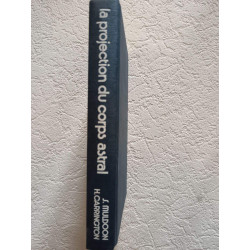 la projection du corps astral
J. MULDOON
H. CARRINGTON